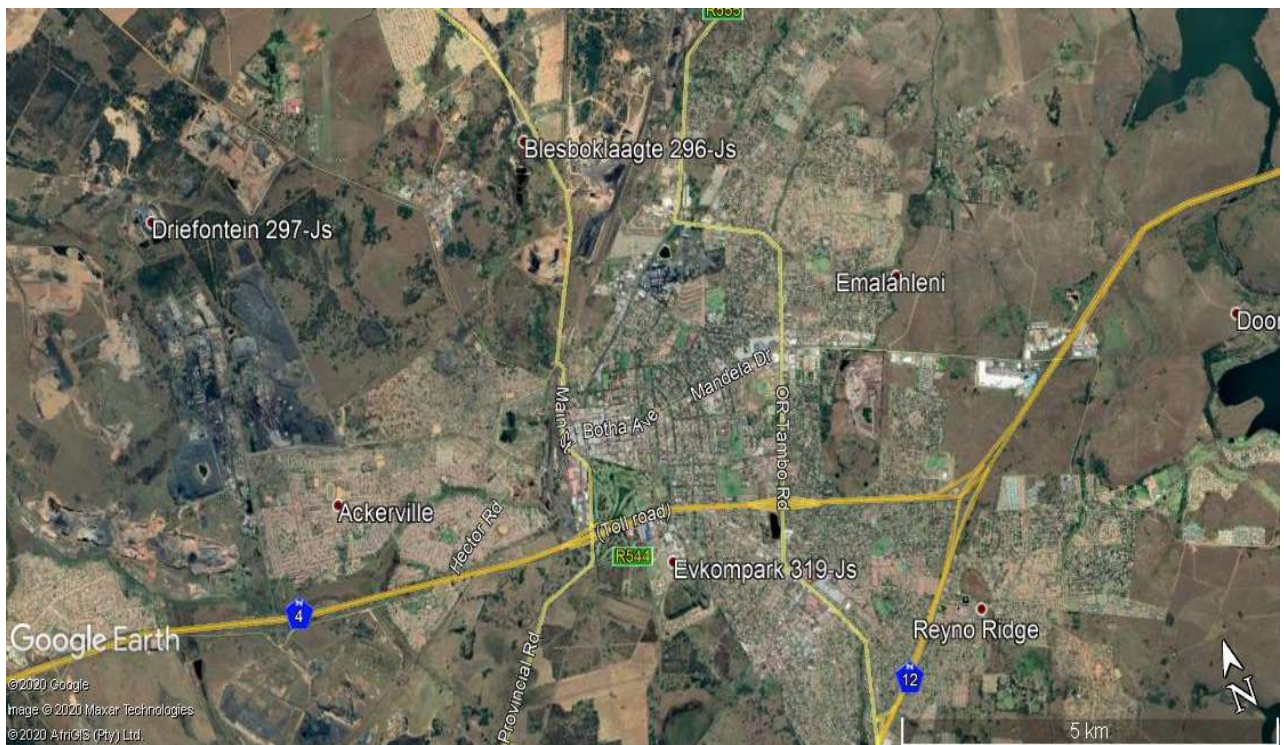 R555
Blesboklaagte 296-Js
Driefontein 297-Js
Emalahleni
Door
Mandela Dr
Main St
Botha Ave
OR Tambo Rd
Ackerville
Hector Rd
(Toll road)
R544
Evkompark 319-Js
N
4
Reyno Ridge
Provincial Rd
N
12
Google Earth
© 2020 Google
Image © 2020 Maxar Technologies
© 2020 AfriGIS (Pty) Ltd.
N
5 km